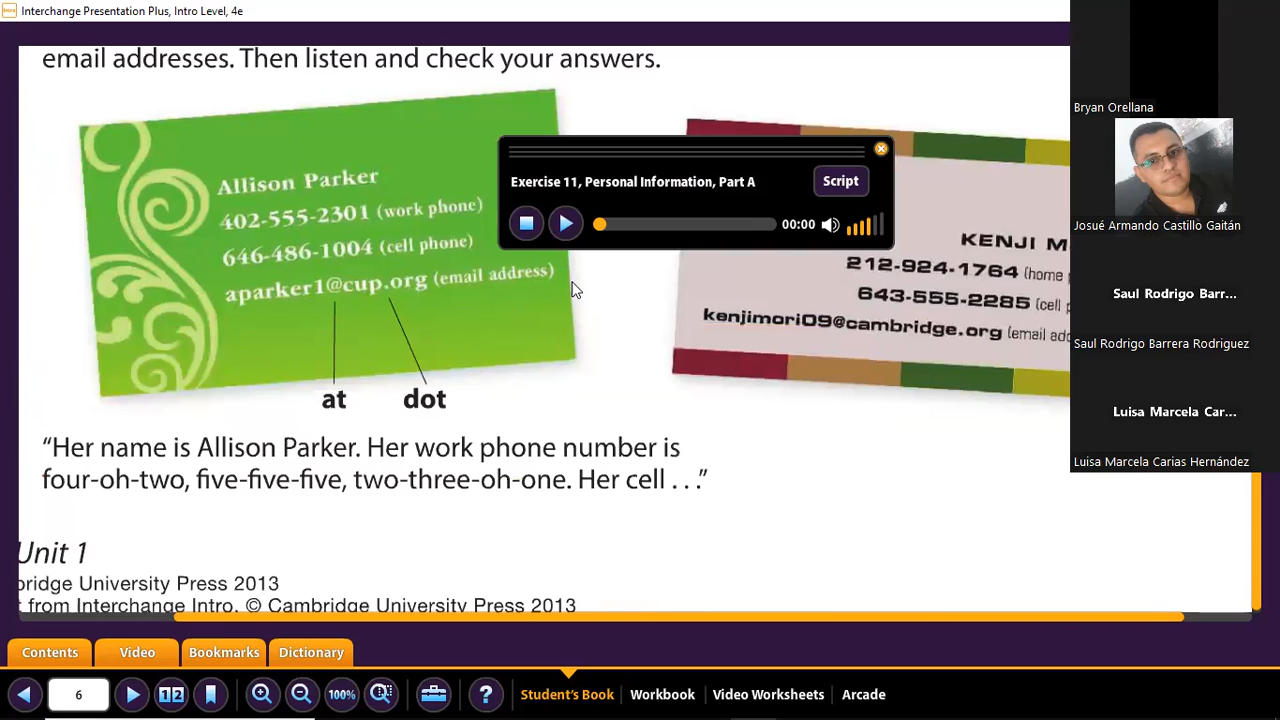 Interchange Presentation Plus, Intro Level, 4e
email addresses. Then listen and check your answers.
Allison Parker
402-555-2301 (work phone)
646-486-1004 (cell phone)
aparker1@cup.org (email address)
at
dot
Exercise 11, Personal Information, Part A
Script
00:00
KENJI M
212-924-1764 (home p
643-555-2285 (cell p
kenjimori09@cambridge.org (email add
"Her name is Allison Parker. Her work phone number is
four-oh-two, five-five-five, two-three-oh-one. Her cell . . ."
Unit 1
bridge University Press 2013
t from Interchange Intro. © Cambridge University Press 2013
Bryan Orellana
Josué Armando Castillo Gaitán
Saul Rodrigo Barr...
Saul Rodrigo Barrera Rodriguez
Luisa Marcela Car...
Luisa Marcela Carias Hernández
Contents
Video
Bookmarks
Dictionary
6
1 2
100%
?
Student's Book
Workbook
Video Worksheets
Arcade